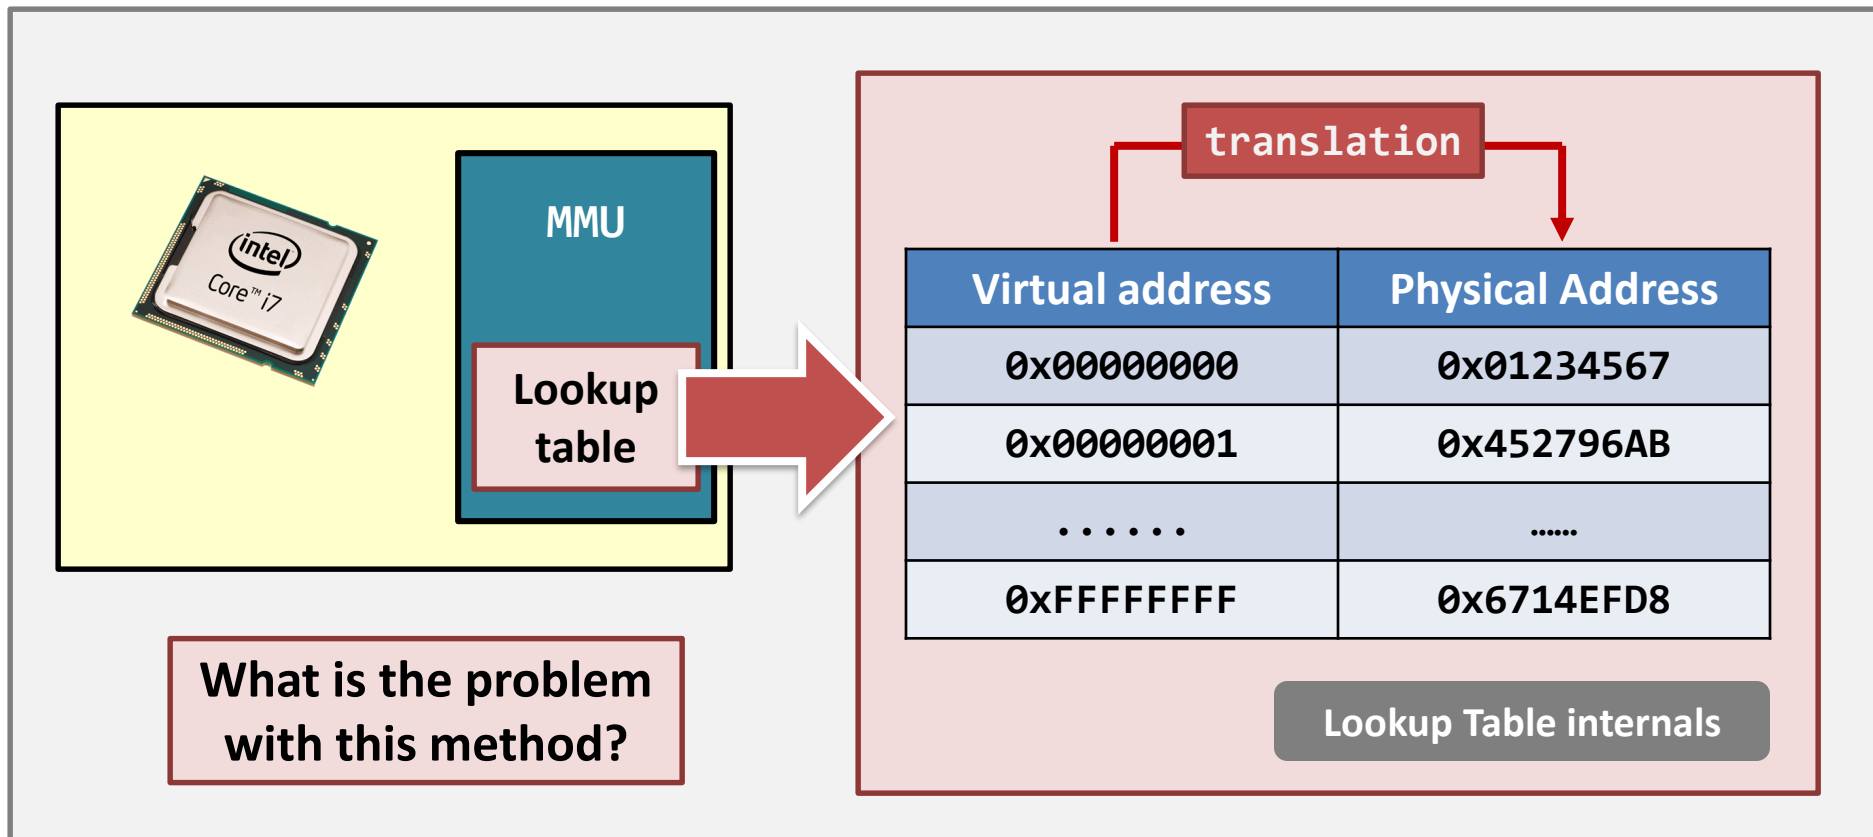 intel
Core™ i7
MMU
Lookup
table
What is the problem
with this method?
translation
Virtual address Physical Address
0x00000000 0x01234567
0x00000001 0x452796AB
...... ......
0xFFFFFFFF 0x6714EFD8
Lookup Table internals